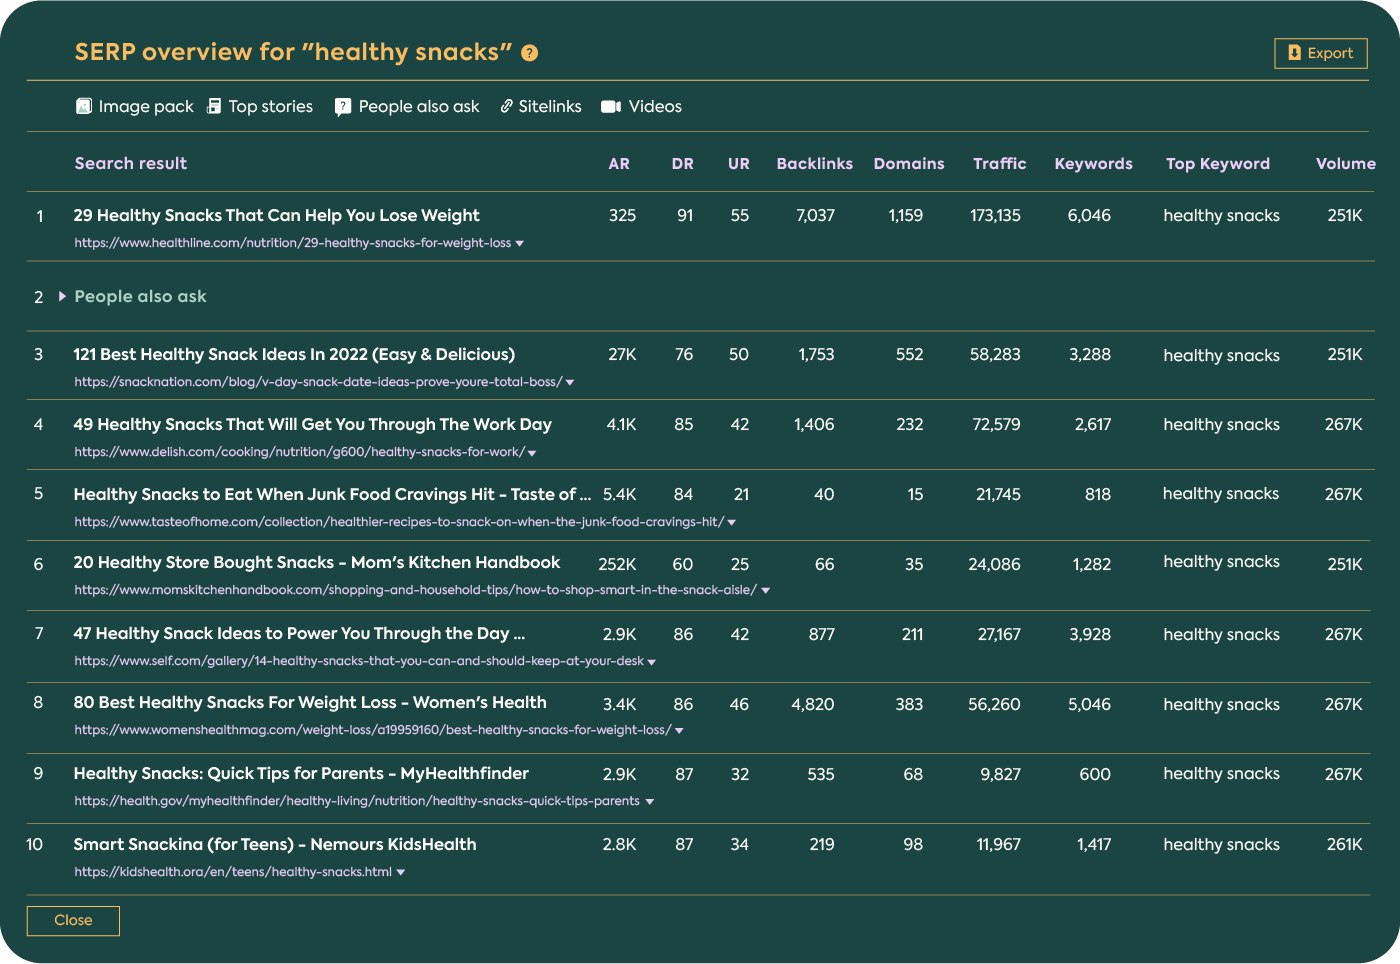 SERP overview for "healthy snacks" ?
Export
Image pack Top stories ? People also ask Sitelinks Videos
Search result AR DR UR Backlinks Domains Traffic Keywords Top Keyword Volume
1 29 Healthy Snacks That Can Help You Lose Weight 325 91 55 7,037 1,159 173,135 6,046 healthy snacks 251K
https://www.healthline.com/nutrition/29-healthy-snacks-for-weight-loss
2 People also ask
3 121 Best Healthy Snack Ideas In 2022 (Easy & Delicious) 27K 76 50 1,753 552 58,283 3,288 healthy snacks 251K
https://snacknation.com/blog/v-day-snack-date-ideas-prove-youre-total-boss/
4 49 Healthy Snacks That Will Get You Through The Work Day 4.1K 85 42 1,406 232 72,579 2,617 healthy snacks 267K
https://www.delish.com/cooking/nutrition/g600/healthy-snacks-for-work/
5 Healthy Snacks to Eat When Junk Food Cravings Hit - Taste of ... 5.4K 84 21 40 15 21,745 818 healthy snacks 267K
https://www.tasteofhome.com/collection/healthier-recipes-to-snack-on-when-the-junk-food-cravings-hit/
6 20 Healthy Store Bought Snacks - Mom's Kitchen Handbook 252K 60 25 66 35 24,086 1,282 healthy snacks 251K
https://www.momskitchenhandbook.com/shopping-and-household-tips/how-to-shop-smart-in-the-snack-aisle/
7 47 Healthy Snack Ideas to Power You Through the Day ... 2.9K 86 42 877 211 27,167 3,928 healthy snacks 267K
https://www.self.com/gallery/14-healthy-snacks-that-you-can-and-should-keep-at-your-desk
8 80 Best Healthy Snacks For Weight Loss - Women's Health 3.4K 86 46 4,820 383 56,260 5,046 healthy snacks 267K
https://www.womenshealthmag.com/weight-loss/a19959160/best-healthy-snacks-for-weight-loss/
9 Healthy Snacks: Quick Tips for Parents - MyHealthfinder 2.9K 87 32 535 68 9,827 600 healthy snacks 267K
https://health.gov/myhealthfinder/healthy-living/nutrition/healthy-snacks-quick-tips-parents
10 Smart Snackina (for Teens) - Nemours KidsHealth 2.8K 87 34 219 98 11,967 1,417 healthy snacks 261K
https://kidshealth.ora/en/teens/healthy-snacks.html
Close